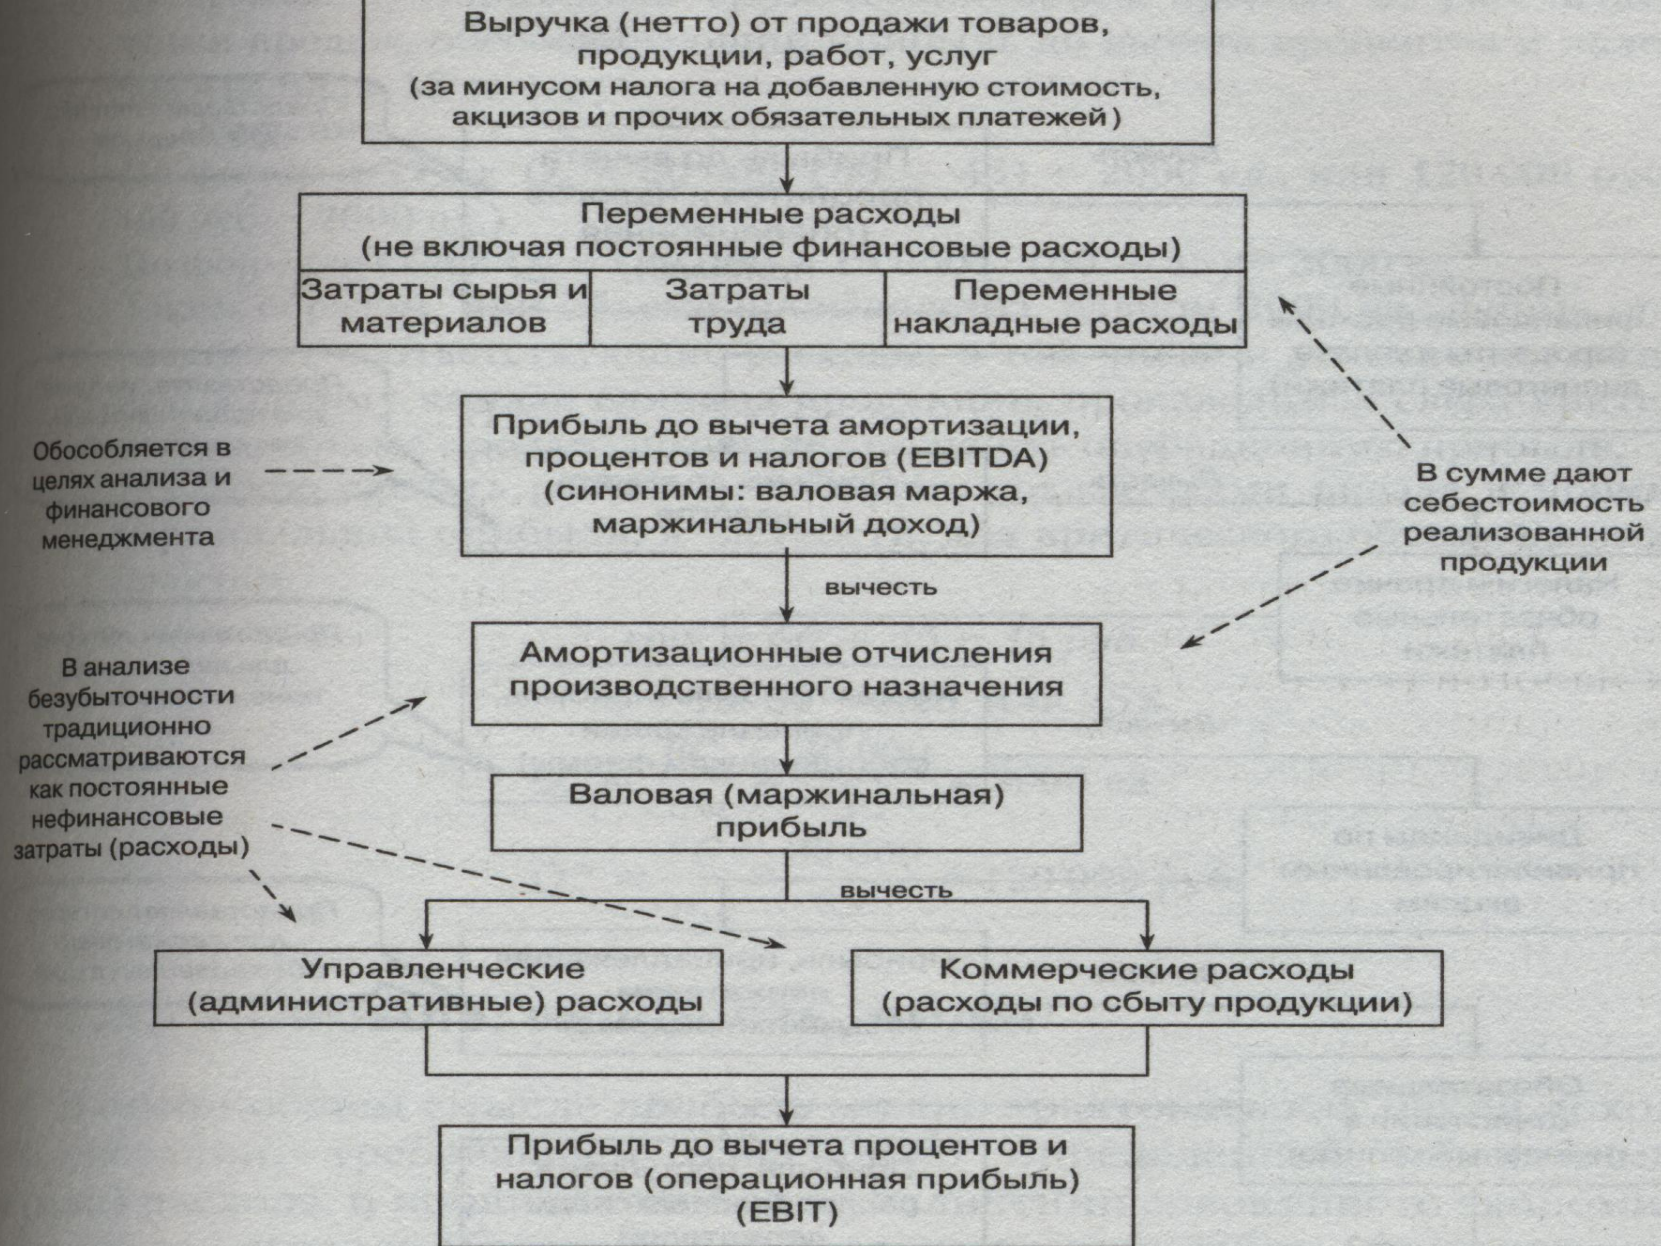 Выручка (нетто) от продажи товаров,
продукции, работ, услуг
(за минусом налога на добавленную стоимость,
акцизов и прочих обязательных платежей)
Переменные расходы
(не включая постоянные финансовые расходы)
Затраты сырья и
материалов
Затраты
труда
Переменные
накладные расходы
Прибыль до вычета амортизации,
процентов и налогов (EBITDA)
(синонимы: валовая маржа,
маржинальный доход)
Обособляется в
целях анализа и
финансового
менеджмента
В сумме дают
себестоимость
реализованной
продукции
вычесть
Амортизационные отчисления
производственного назначения
В анализе
безубыточности
традиционно
рассматриваются
как постоянные
нефинансовые
затраты (расходы)
Валовая (маржинальная)
прибыль
вычесть
Управленческие
(административные) расходы
Коммерческие расходы
(расходы по сбыту продукции)
Прибыль до вычета процентов и
налогов (операционная прибыль)
(EBIT)